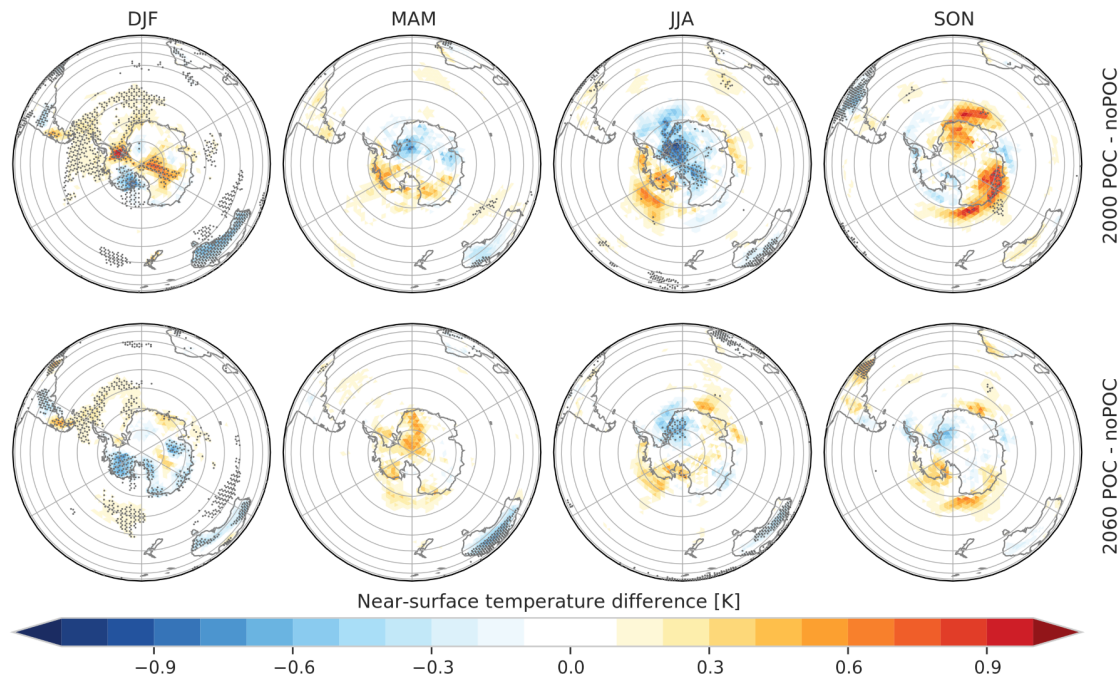 DJF MAM JJA SON
2000 POC - noPOC
2060 POC - noPOC
Near-surface temperature difference [K]
−0.9 −0.6 −0.3 0.0 0.3 0.6 0.9